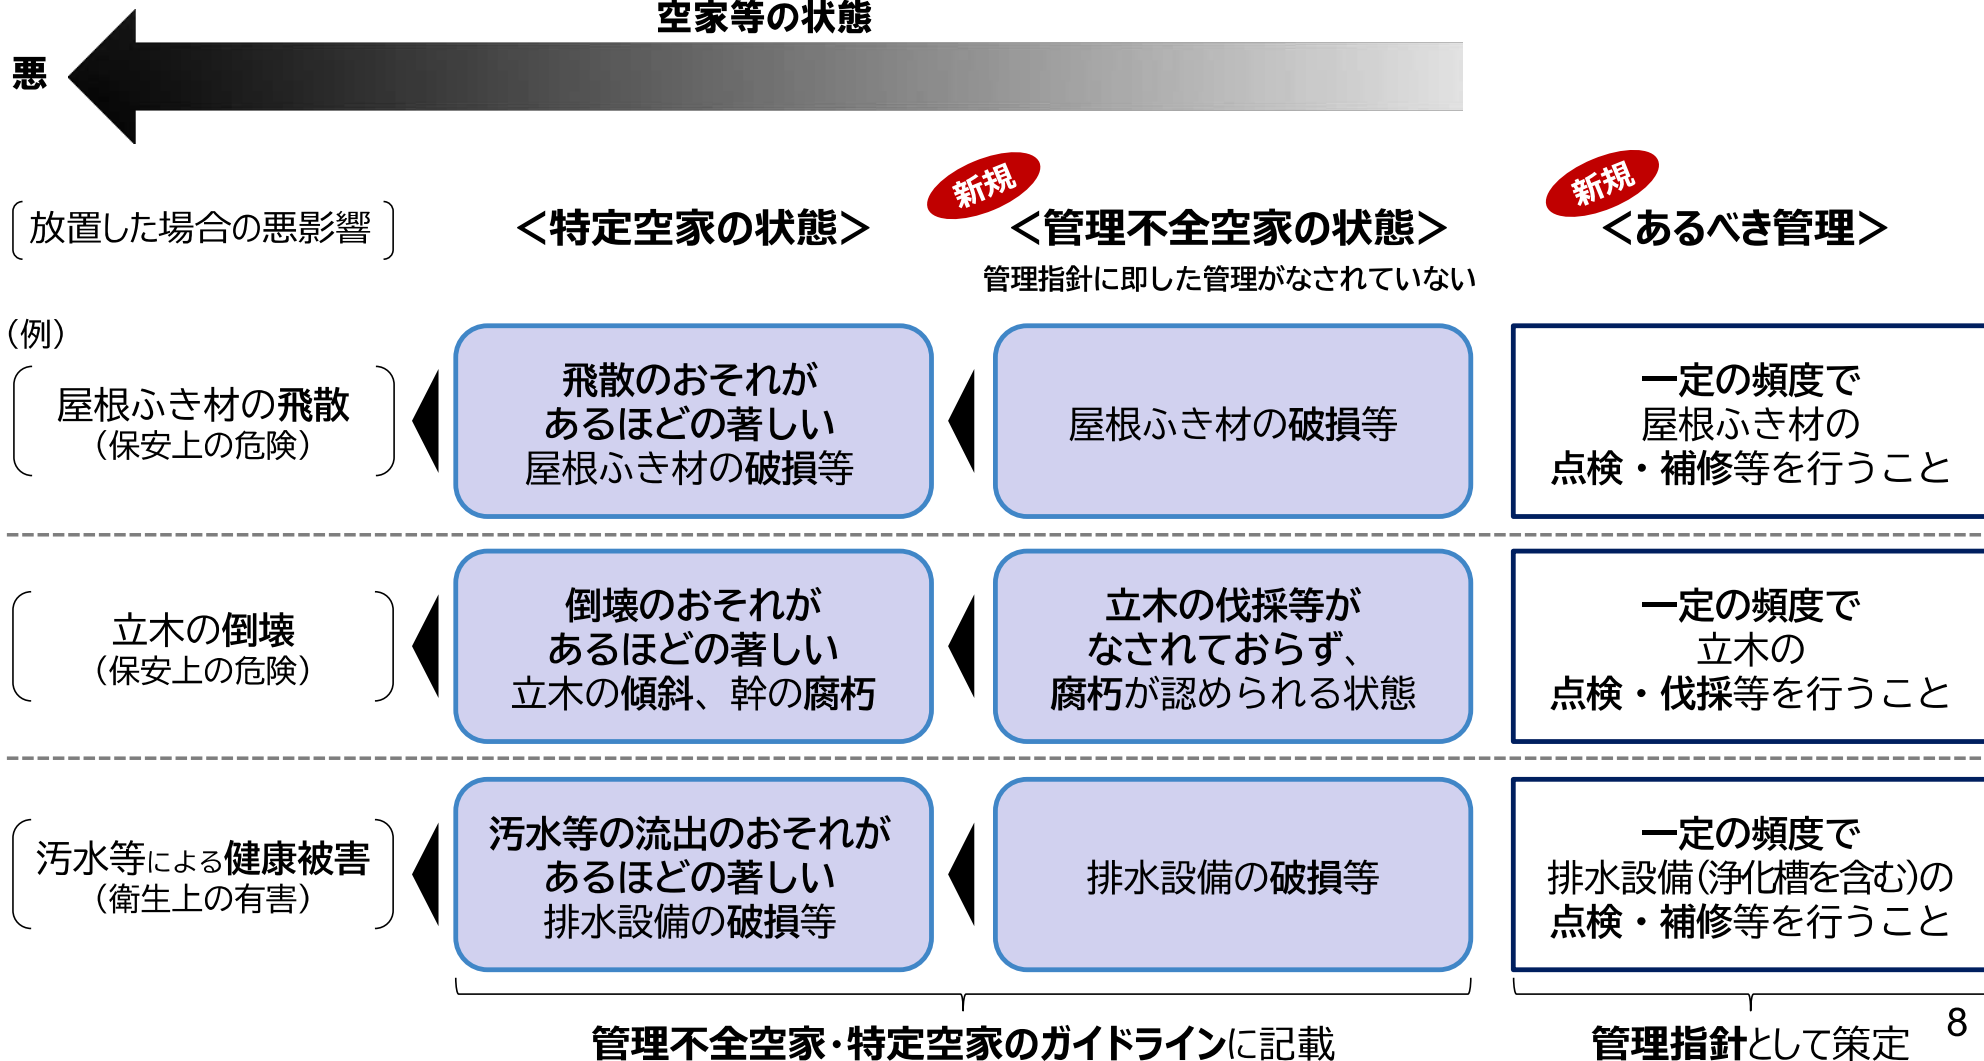 空家等の状態
悪
放置した場合の悪影響
＜特定空家の状態＞
新規
＜管理不全空家の状態＞
管理指針に即した管理がなされていない
新規
＜あるべき管理＞
（例）
屋根ふき材の飛散
（保安上の危険）
飛散のおそれが
あるほどの著しい
屋根ふき材の破損等
屋根ふき材の破損等
一定の頻度で
屋根ふき材の
点検・補修等を行うこと
立木の倒壊
（保安上の危険）
倒壊のおそれが
あるほどの著しい
立木の傾斜、幹の腐朽
立木の伐採等が
なされておらず、
腐朽が認められる状態
一定の頻度で
立木の
点検・伐採等を行うこと
汚水等による健康被害
（衛生上の有害）
汚水等の流出のおそれが
あるほどの著しい
排水設備の破損等
排水設備の破損等
一定の頻度で
排水設備（浄化槽を含む）の
点検・補修等を行うこと
管理不全空家・特定空家のガイドラインに記載
管理指針として策定
8